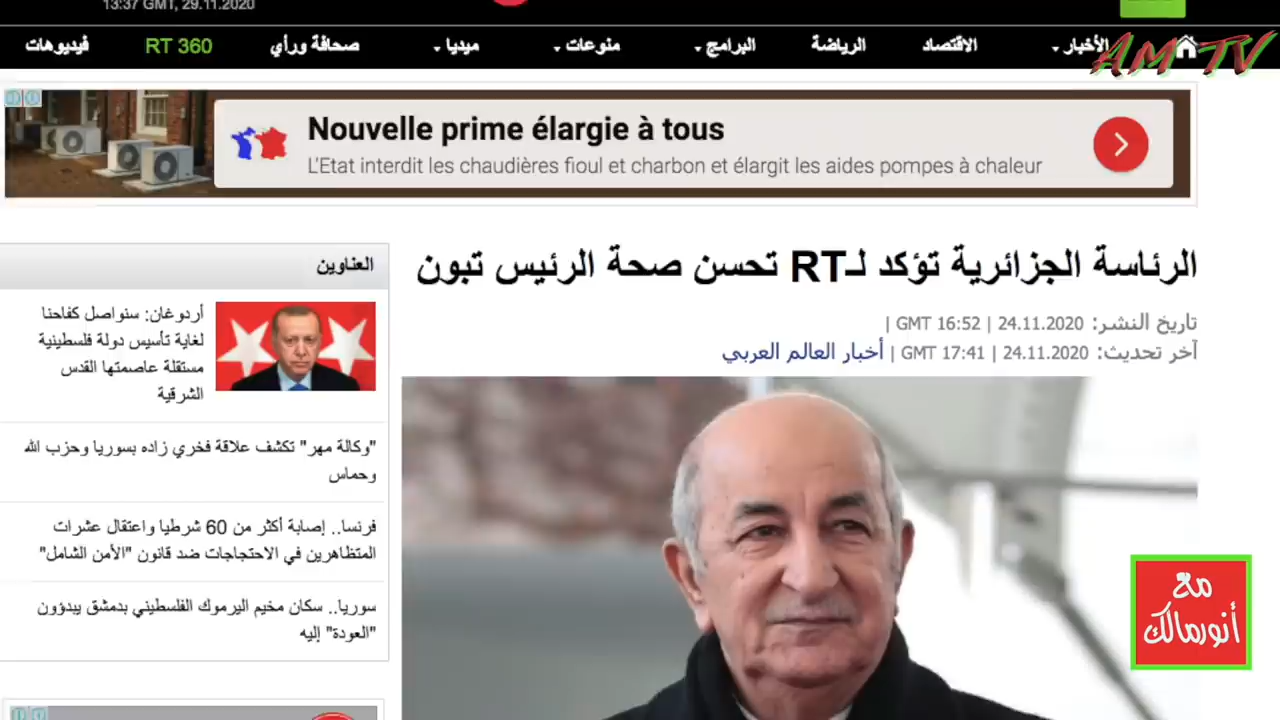 13:37 GMT, 29.11.2020
الأخبار
الاقتصاد
الرياضة
البرامج
منوعات
ميديا
صحافة ورأي
RT 360
فيديوهات
AM TV
Nouvelle prime élargie à tous
L'Etat interdit les chaudières fioul et charbon et élargit les aides pompes à chaleur
الرئاسة الجزائرية تؤكد لـRT تحسن صحة الرئيس تبون
تاريخ النشر: 24.11.2020 | 16:52 GMT |
آخر تحديث: 24.11.2020 | 17:41 GMT | أخبار العالم العربي
العناوين
أردوغان: سنواصل كفاحنا
لغاية تأسيس دولة فلسطينية
مستقلة عاصمتها القدس
الشرقية
"وكالة مهر" تكشف علاقة فخري زاده بسوريا وحزب الله
وحماس
فرنسا.. إصابة أكثر من 60 شرطيا واعتقال عشرات
المتظاهرين في الاحتجاجات ضد قانون "الأمن الشامل"
سوريا.. سكان مخيم اليرموك الفلسطيني بدمشق يبدؤون
"العودة" إليه
مع
أنورمالك